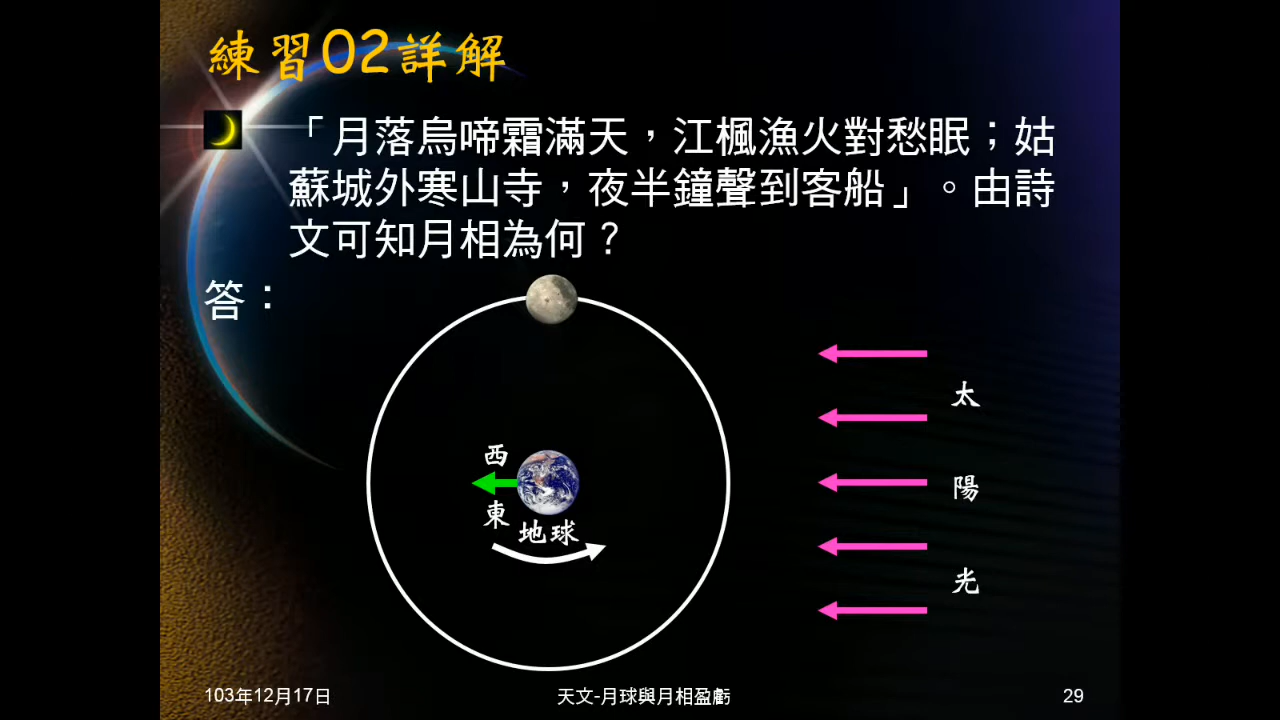 練習02詳解
「月落烏啼霜滿天，江楓漁火對愁眠；姑
蘇城外寒山寺，夜半鐘聲到客船」。由詩
文可知月相為何？
答：
太
陽
光
西
東
地球
103年12月17日
天文-月球與月相盈虧
29